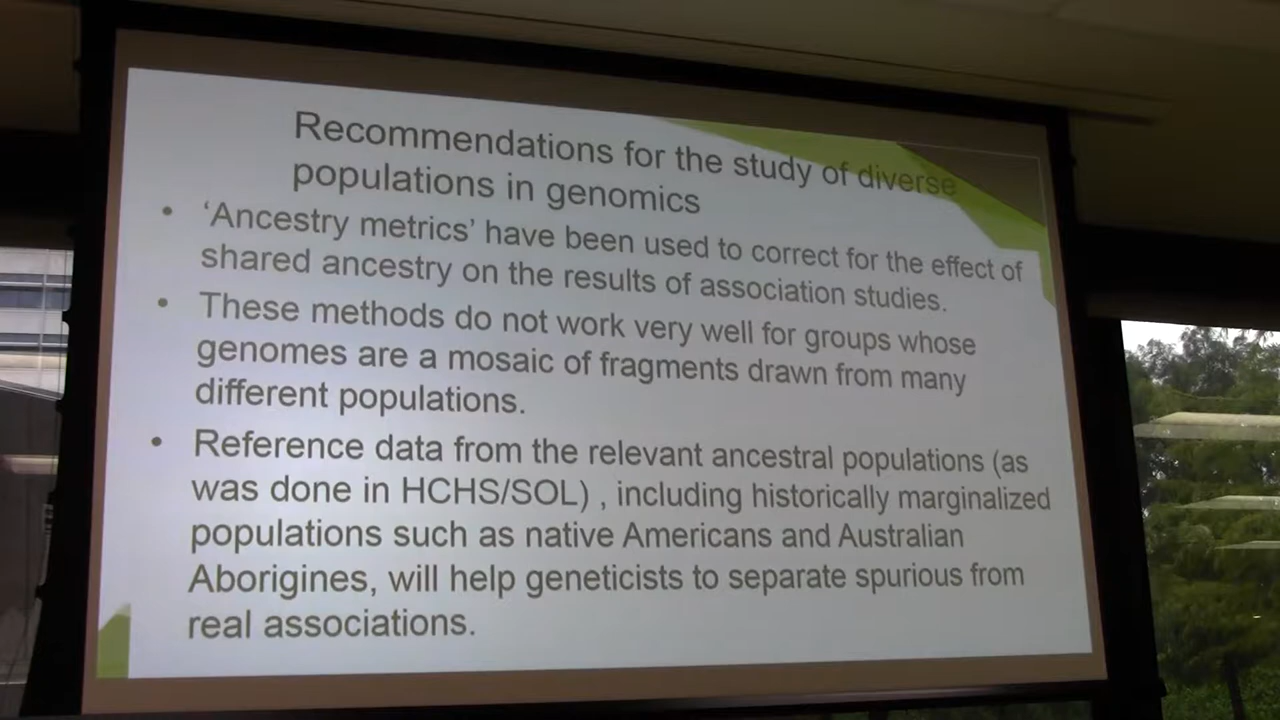 Recommendations for the study of diverse
populations in genomics
• ‘Ancestry metrics’ have been used to correct for the effect of
shared ancestry on the results of association studies.
• These methods do not work very well for groups whose
genomes are a mosaic of fragments drawn from many
different populations.
• Reference data from the relevant ancestral populations (as
was done in HCHS/SOL) , including historically marginalized
populations such as native Americans and Australian
Aborigines, will help geneticists to separate spurious from
real associations.